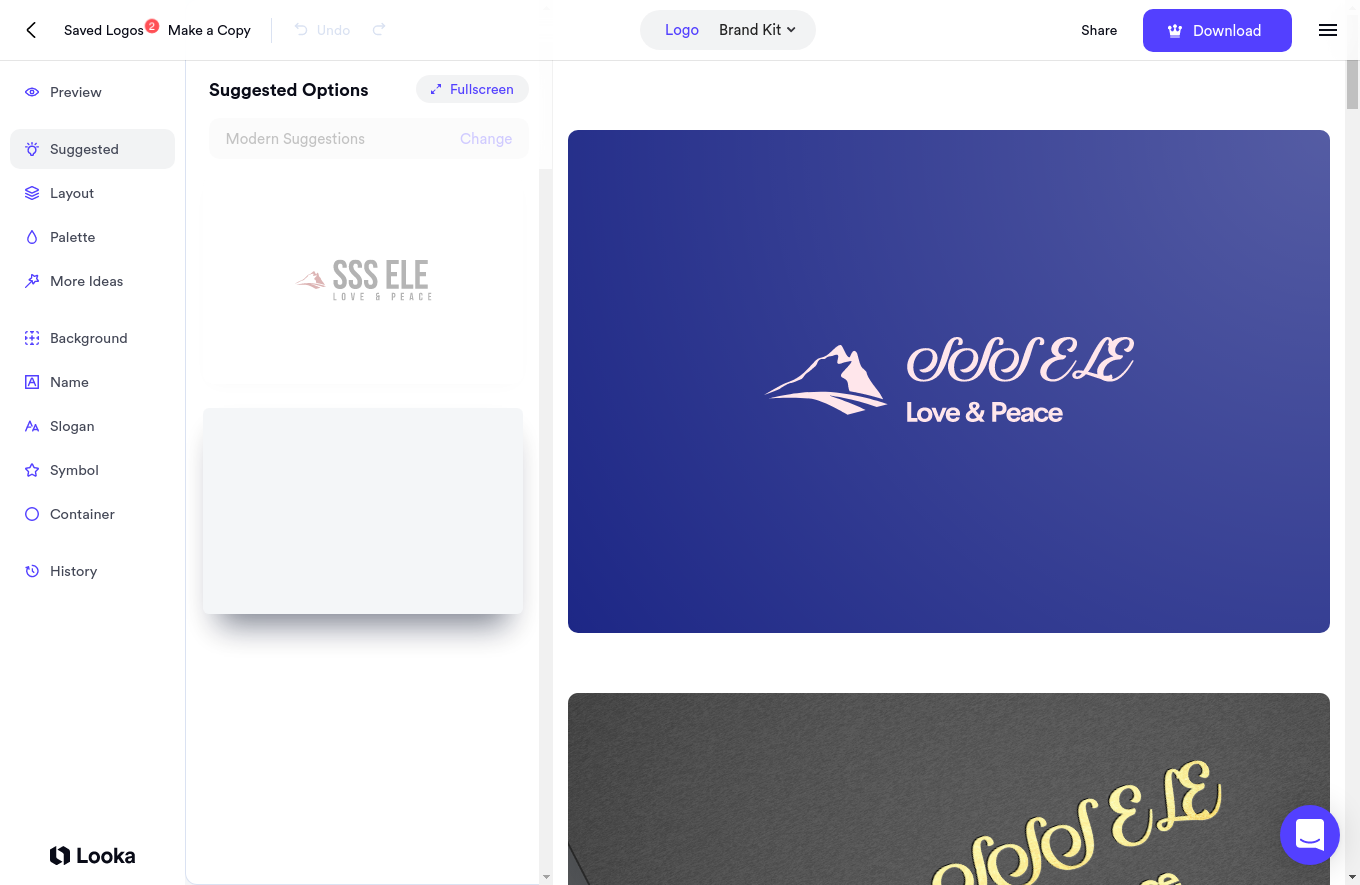 Saved Logos 2 Make a Copy Undo Logo Brand Kit Share Download
Preview
Suggested
Layout
Palette
More Ideas
Background
Name
Slogan
Symbol
Container
History
Looka
Suggested Options Fullscreen
Modern Suggestions Change
SSS ELE
LOVE & PEACE
SSS ELE
Love & Peace
SSS ELE